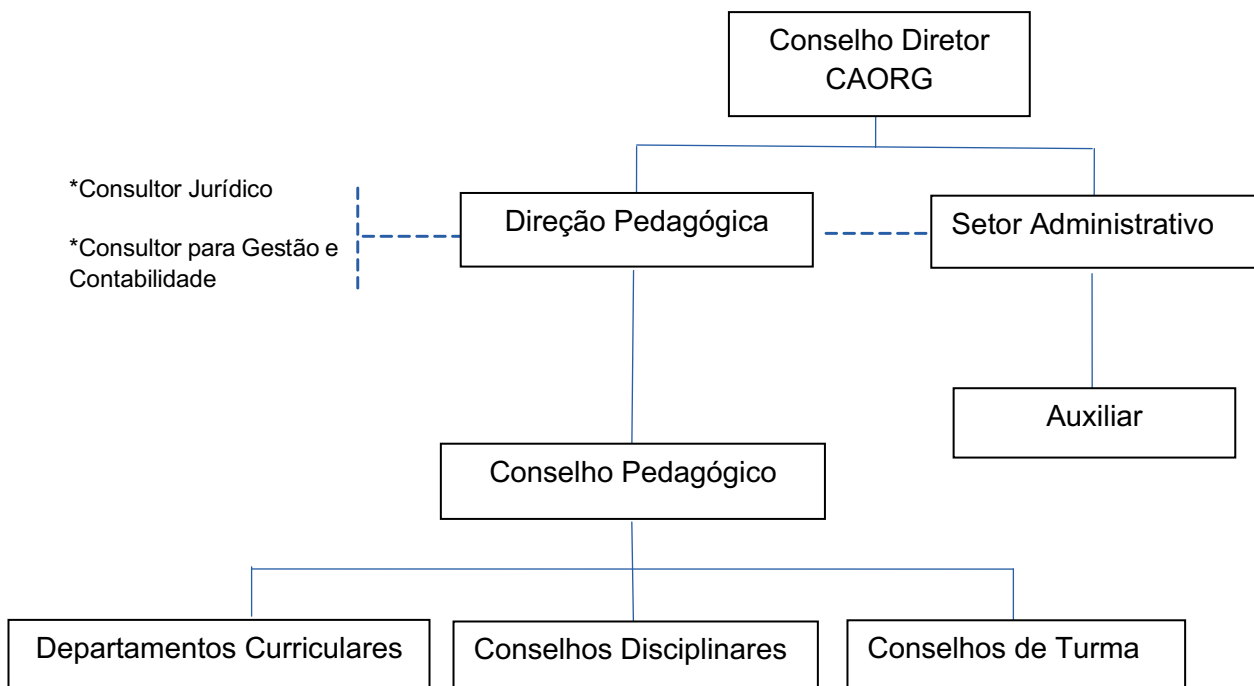 Conselho Diretor
CAORG
*Consultor Jurídico
*Consultor para Gestão e
Contabilidade
Direção Pedagógica
Setor Administrativo
Auxiliar
Conselho Pedagógico
Departamentos Curriculares
Conselhos Disciplinares
Conselhos de Turma